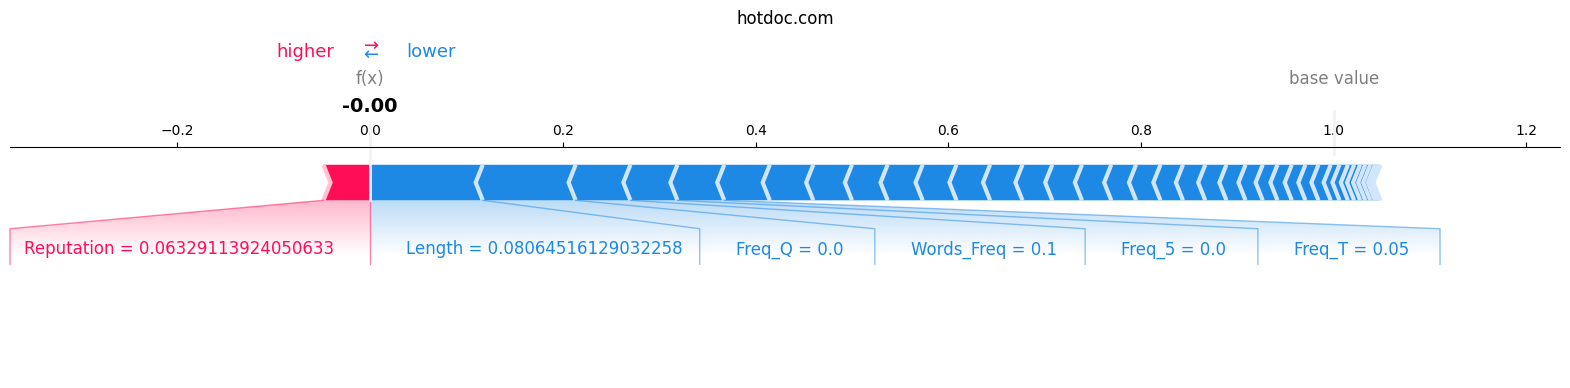 hotdoc.com
higher → ← lower
f(x)
base value
-0.00
−0.2 0.0 0.2 0.4 0.6 0.8 1.0 1.2
Reputation = 0.06329113924050633 Length = 0.08064516129032258 Freq_Q = 0.0 Words_Freq = 0.1 Freq_5 = 0.0 Freq_T = 0.05